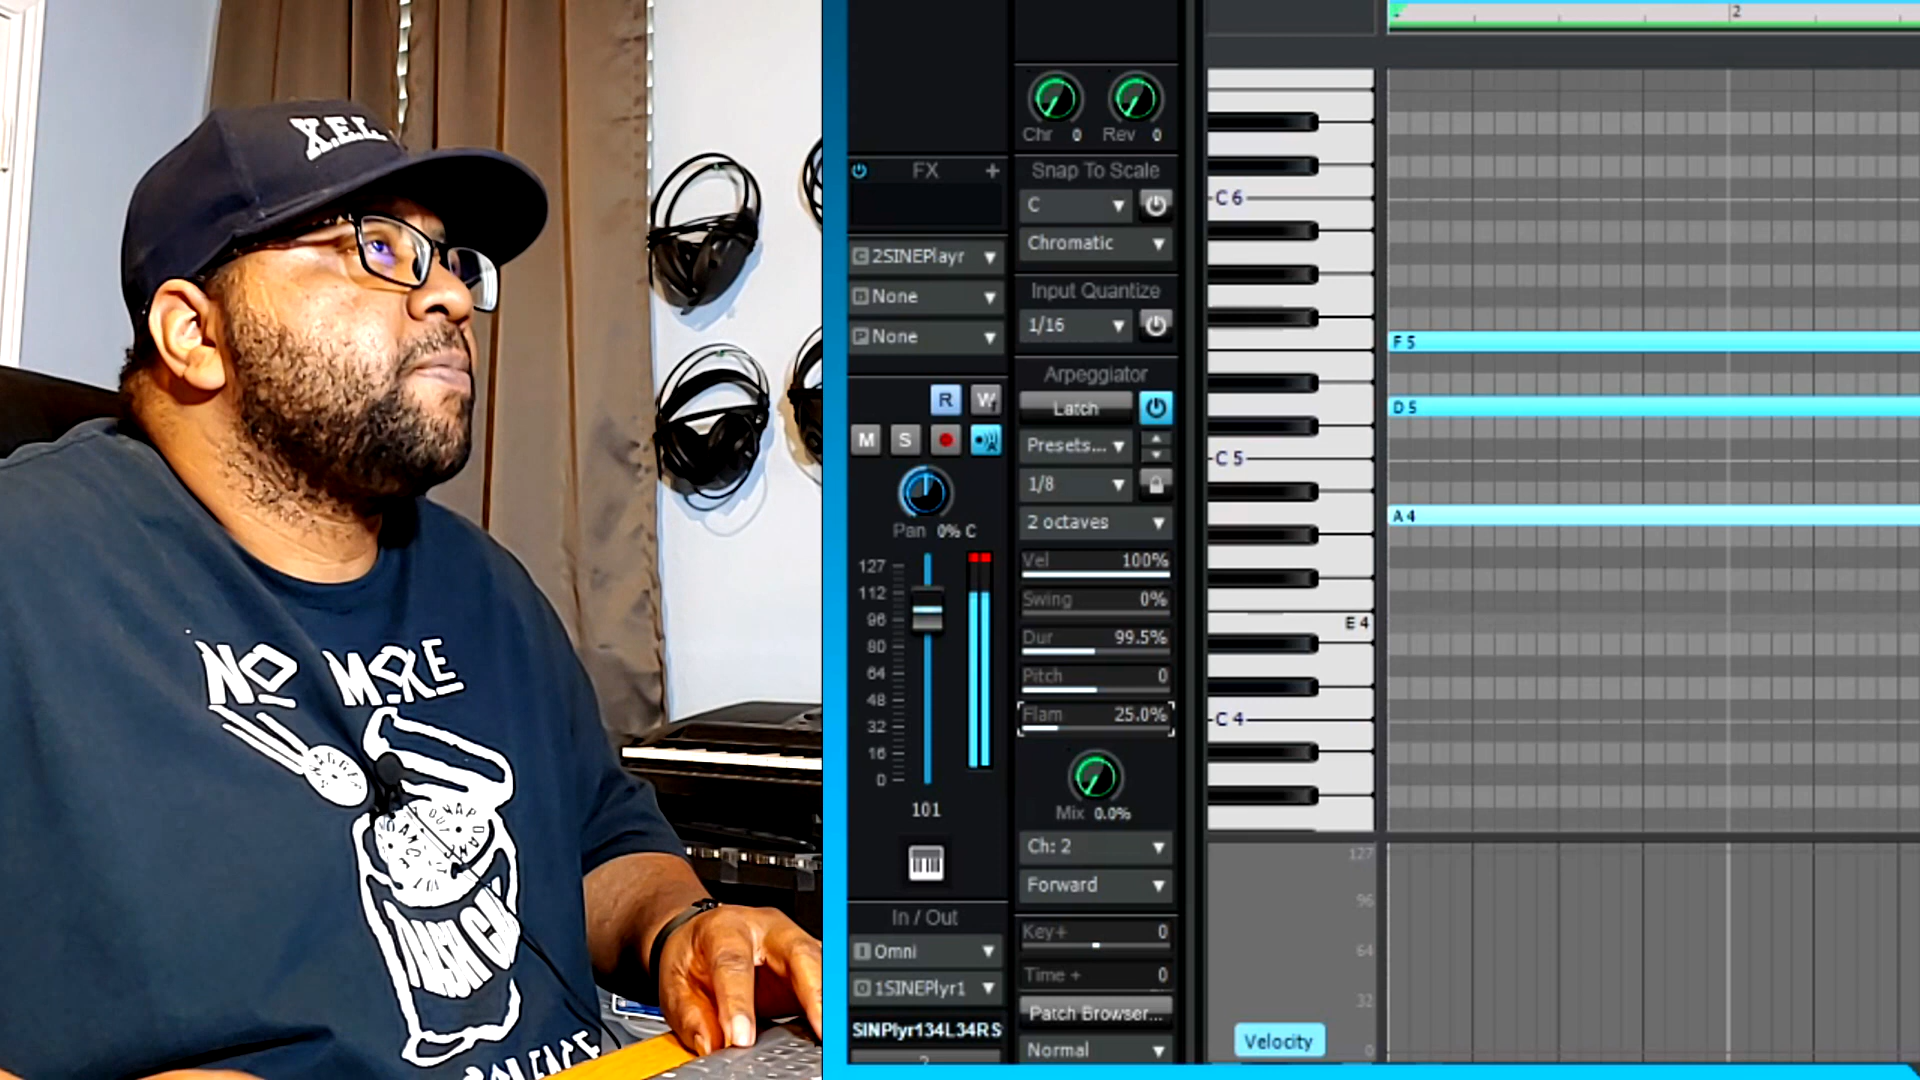 X.E.L.
NO MORE
Chr 0 Rev 0
FX +
Snap To Scale
C
Chromatic
2SINEPlayr
None
None
Input Quantize
1/16
Arpeggiator
Latch
R W
M S
Presets...
1/8
2 octaves
Pan 0% C
Vel 100%
Swing 0%
Dur 99.5%
Pitch 0
Flam 25.0%
127
112
96
80
64
48
32
16
0
101
Mix 0.0%
Ch: 2
Forward
In / Out
Omni
1SINEPlyr1
SINPlyr134L34RS
2
Key+ 0
Time + 0
Patch Browser...
Normal
2
C 6
C 5
E 4
C 4
F 5
D 5
A 4
127
96
64
32
0
Velocity